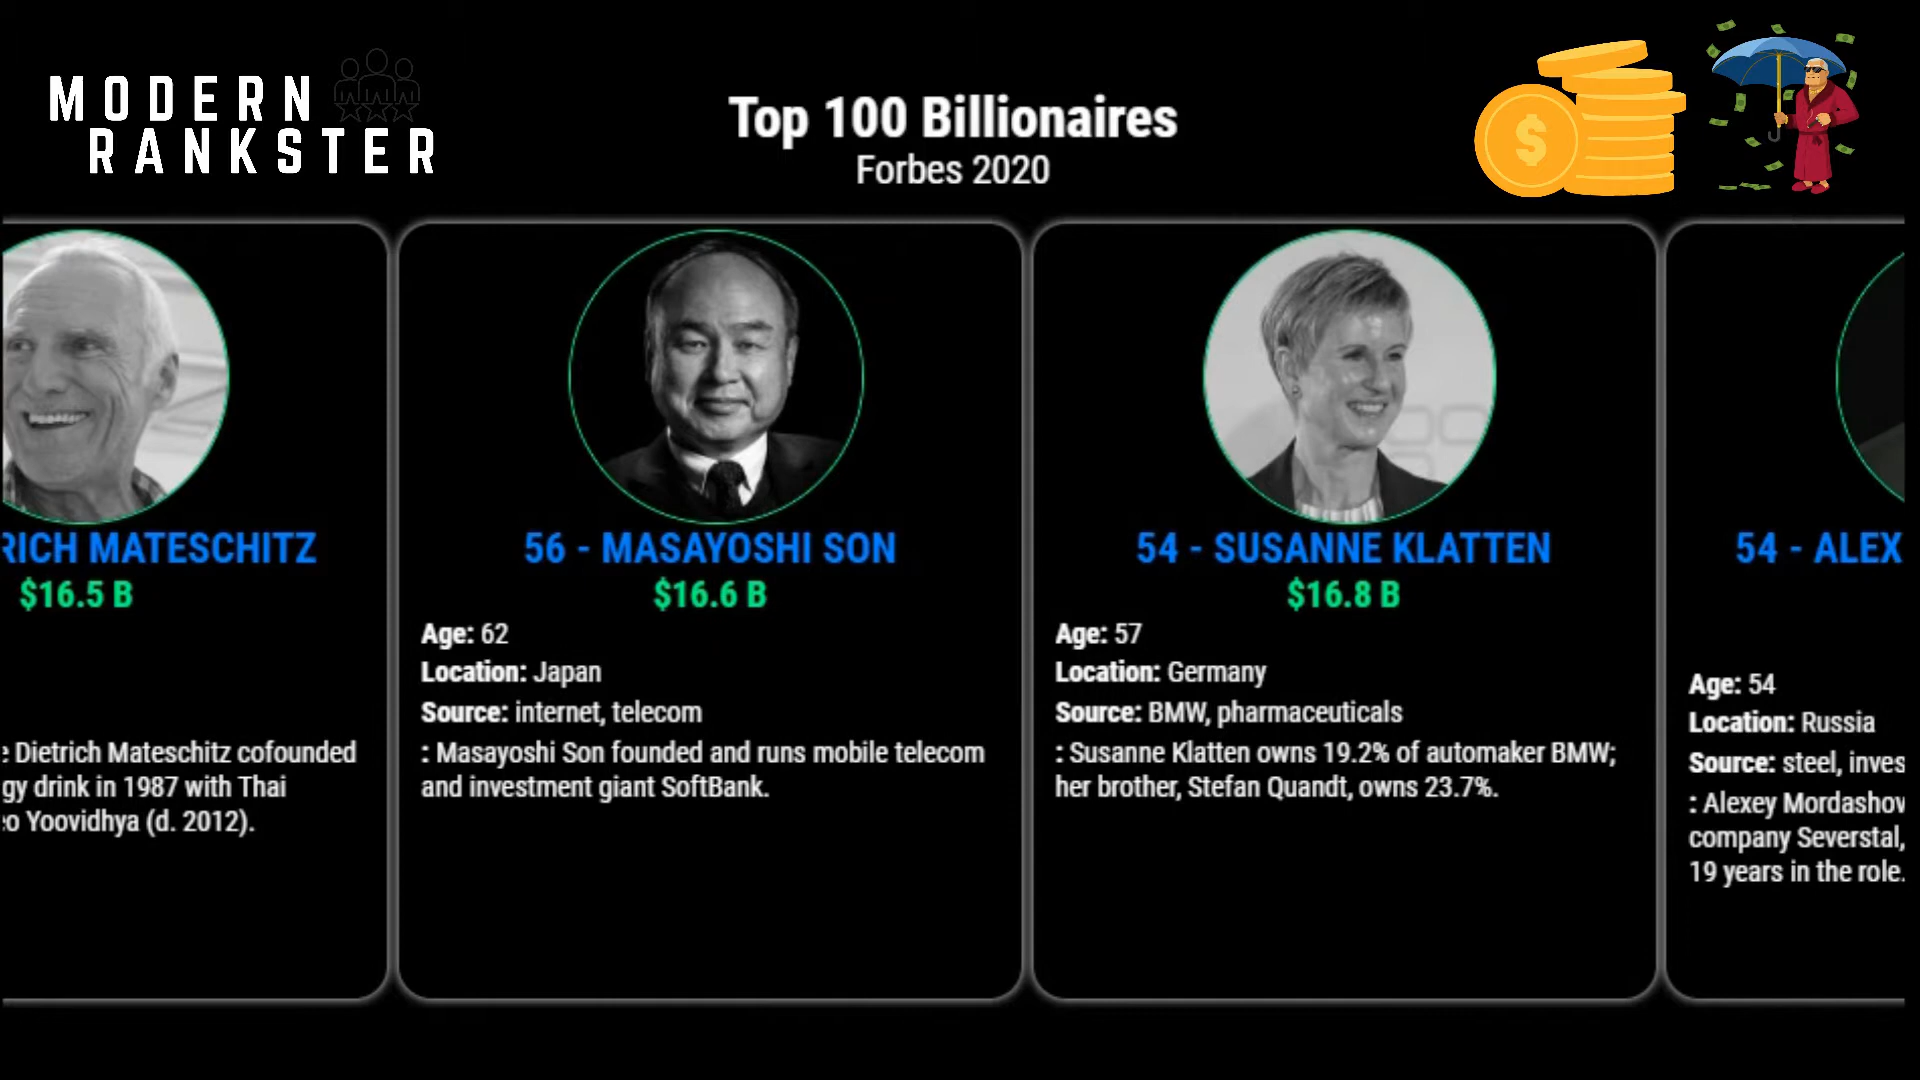 MODERN
RANKSTER
Top 100 Billionaires
Forbes 2020
$
RICH MATESCHITZ
$16.5 B
e Dietrich Mateschitz cofounded
gy drink in 1987 with Thai
eo Yoovidhya (d. 2012).
56 - MASAYOSHI SON
$16.6 B
Age: 62
Location: Japan
Source: internet, telecom
: Masayoshi Son founded and runs mobile telecom
and investment giant SoftBank.
54 - SUSANNE KLATTEN
$16.8 B
Age: 57
Location: Germany
Source: BMW, pharmaceuticals
: Susanne Klatten owns 19.2% of automaker BMW;
her brother, Stefan Quandt, owns 23.7%.
54 - ALEX
Age: 54
Location: Russia
Source: steel, inves
: Alexey Mordashov
company Severstal,
19 years in the role.